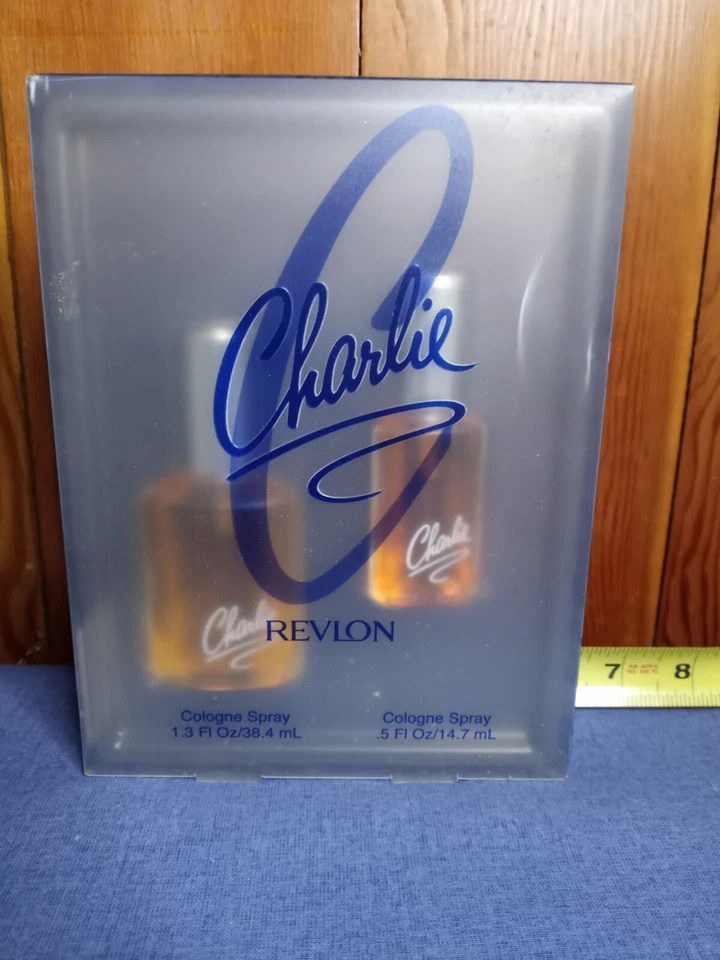 Charlie
Charlie
Charlie
REVLON
Cologne Spray
1.3 Fl Oz/38.4 mL
Cologne Spray
.5 Fl Oz/14.7 mL
7 8